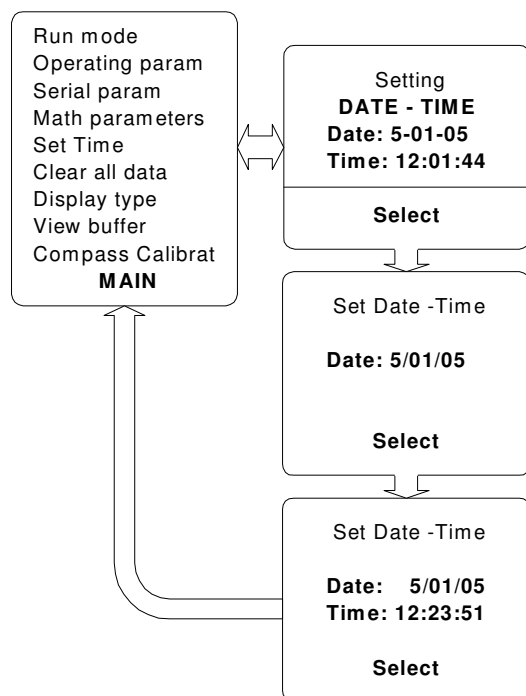 Run mode
Operating param
Serial param
Math parameters
Set Time
Clear all data
Display type
View buffer
Compass Calibrat
MAIN
Setting
DATE - TIME
Date: 5-01-05
Time: 12:01:44
Select
Set Date -Time
Date: 5/01/05
Select
Set Date -Time
Date: 5/01/05
Time: 12:23:51
Select